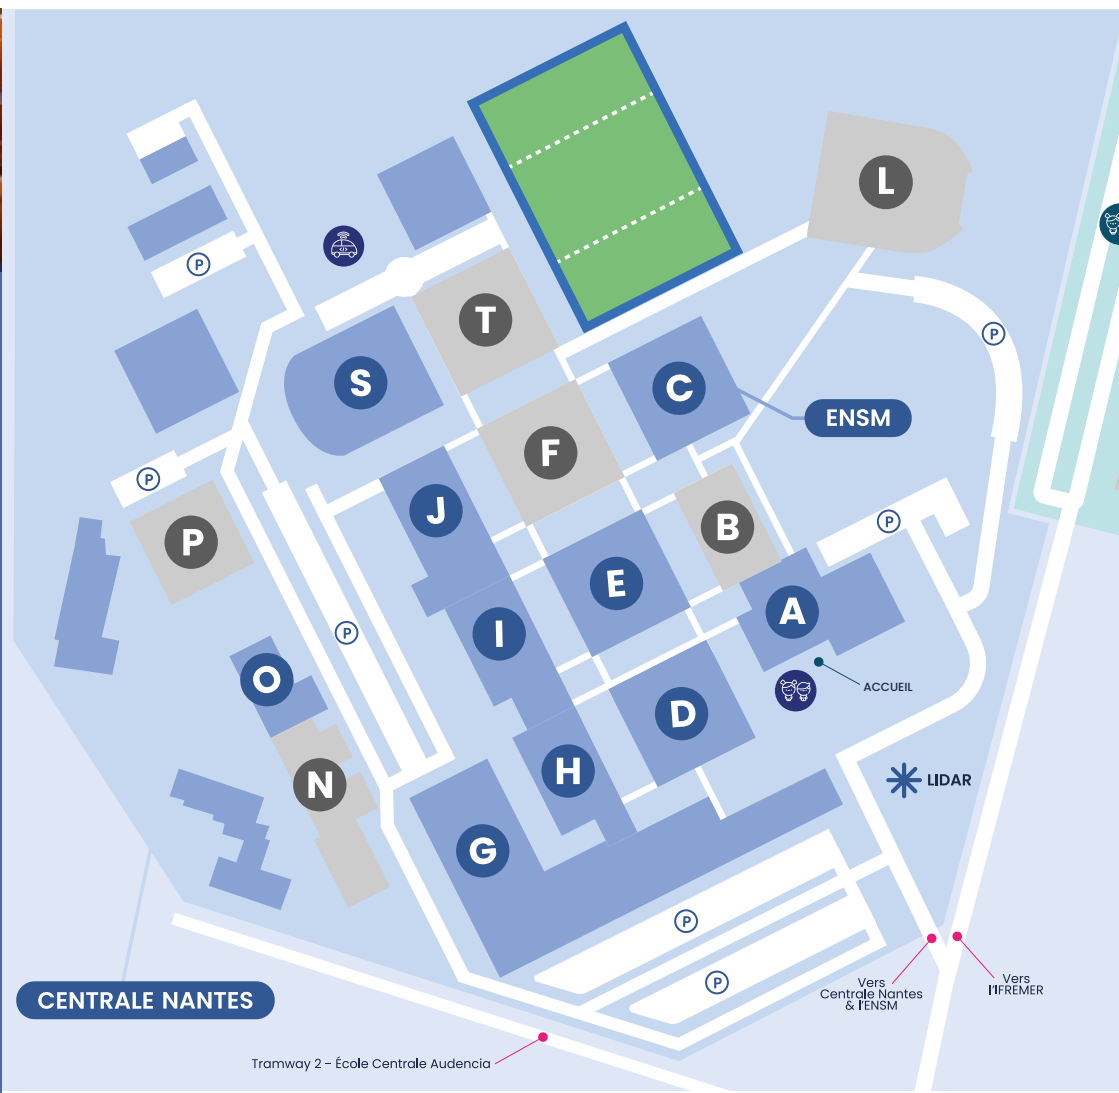 L
P
T
P
S
C
ENSM
F
P
J
P
B
P
E
A
I
P
O
ACCUEIL
D
H
N
LIDAR
G
P
P
CENTRALE NANTES
Vers
Centrale Nantes
& l'ENSM
Vers
l'IFREMER
Tramway 2 – École Centrale Audencia